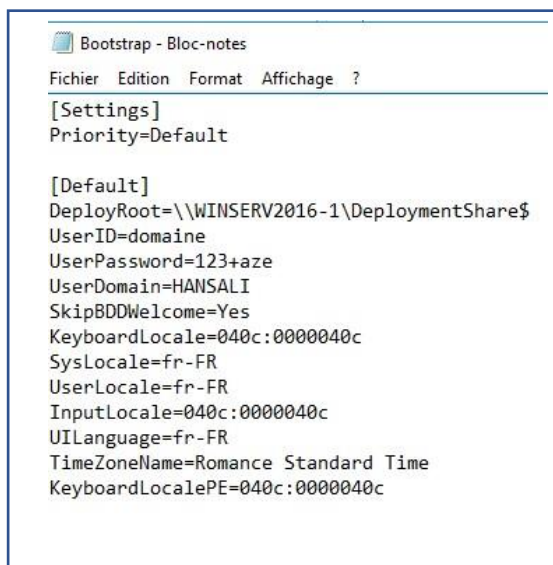 Bootstrap - Bloc-notes
Fichier Edition Format Affichage ?
[Settings]
Priority=Default
[Default]
DeployRoot=\\WINSERV2016-1\DeploymentShare$
UserID=domaine
UserPassword=123+aze
UserDomain=HANSALI
SkipBDDWelcome=Yes
KeyboardLocale=040c:0000040c
SysLocale=fr-FR
UserLocale=fr-FR
InputLocale=040c:0000040c
UILanguage=fr-FR
TimeZoneName=Romance Standard Time
KeyboardLocalePE=040c:0000040c